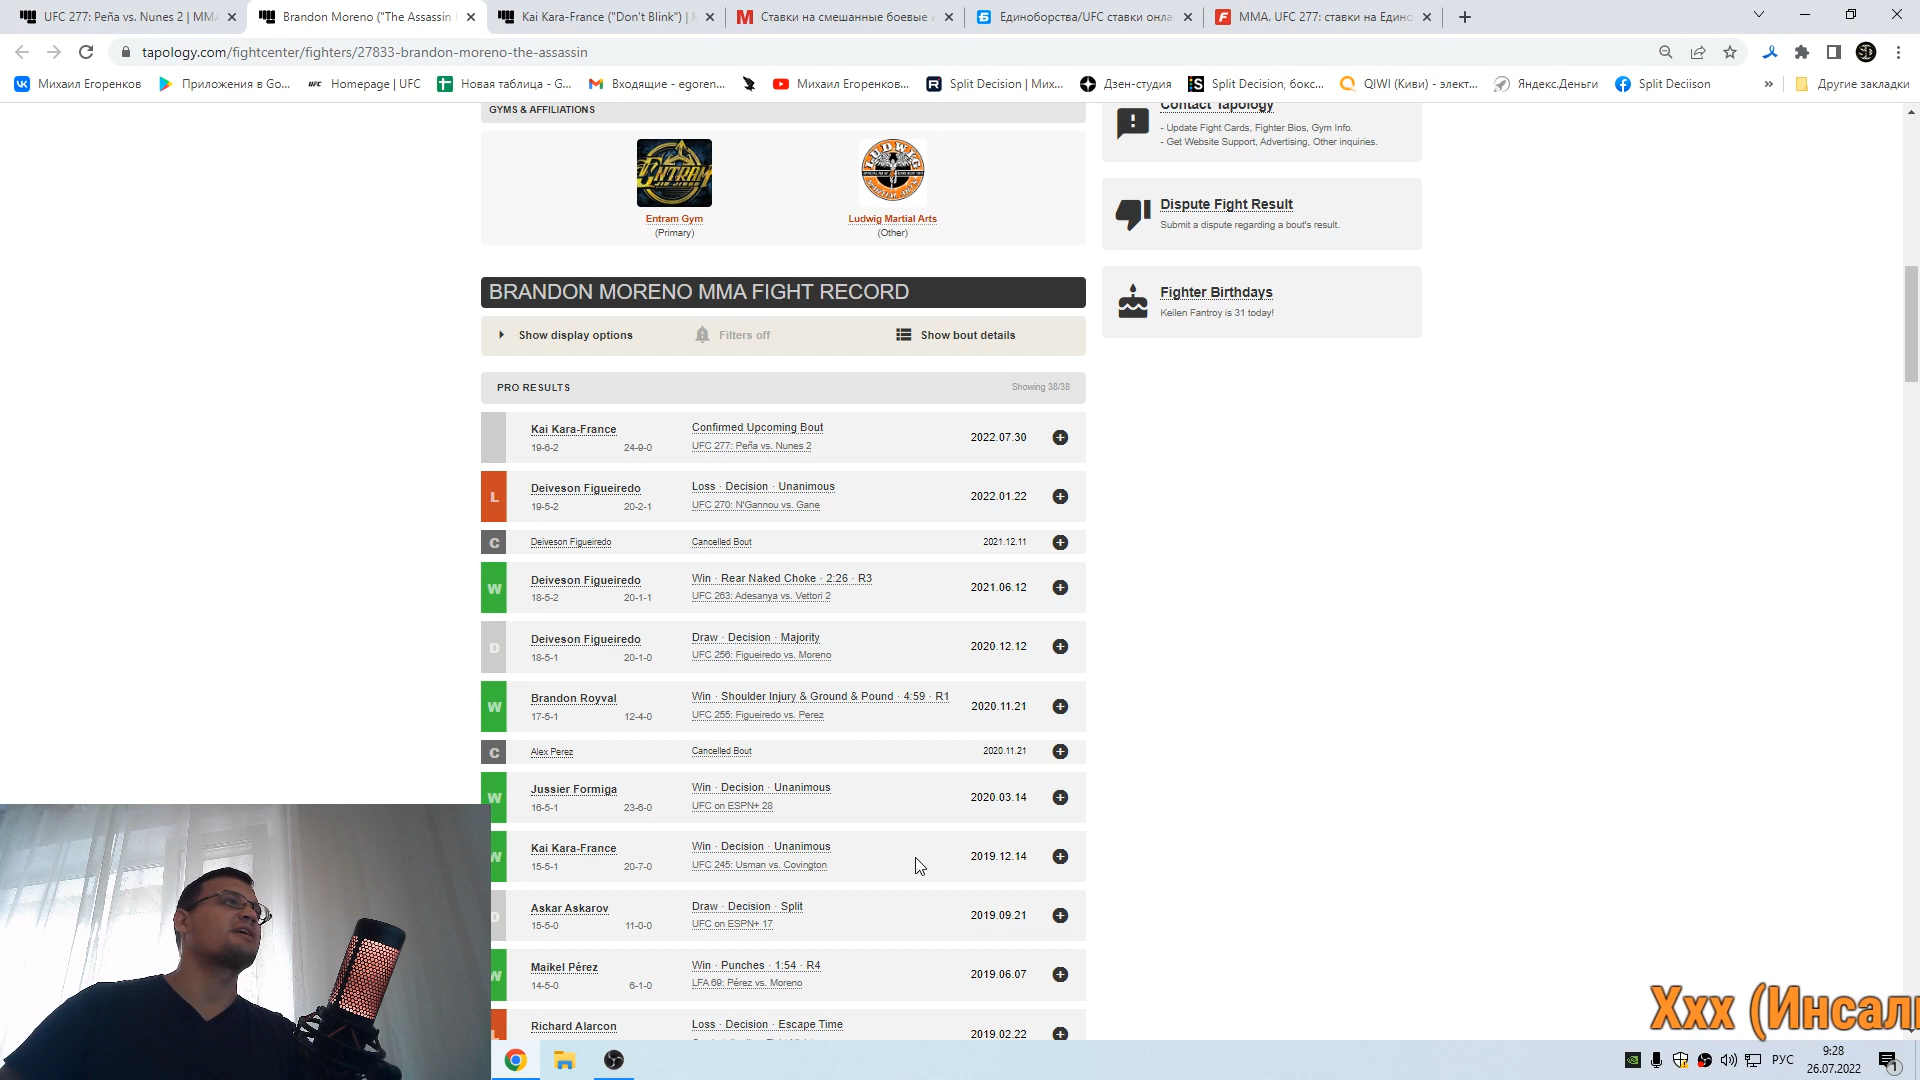 UFC 277: Peña vs. Nunes 2 | MMA
Brandon Moreno ("The Assassin
Kai Kara-France ("Don't Blink") |
Ставки на смешанные боевые и
Единоборства/UFC ставки онла
MMA. UFC 277: ставки на Едино
tapology.com/fightcenter/fighters/27833-brandon-moreno-the-assassin
Михаил Егоренков
Приложения в Go...
Homepage | UFC
Новая таблица - G...
Входящие - egoren...
Михаил Егоренков...
Split Decision | Мих...
Дзен-студия
Split Decision, бокс...
QIWI (Киви) - элект...
Яндекс.Деньги
Split Deciison
»
Другие закладки
GYMS & AFFILIATIONS
Entram Gym
(Primary)
Ludwig Martial Arts
(Other)
Contact Tapology
- Update Fight Cards, Fighter Bios, Gym Info.
- Get Website Support, Advertising, Other inquiries.
Dispute Fight Result
Submit a dispute regarding a bout's result.
Fighter Birthdays
Keilen Fantroy is 31 today!
BRANDON MORENO MMA FIGHT RECORD
Show display options
Filters off
Show bout details
PRO RESULTS
Showing 38/38
Kai Kara-France
19-6-2 24-9-0
Confirmed Upcoming Bout
UFC 277: Peña vs. Nunes 2
2022.07.30
L
Deiveson Figueiredo
19-5-2 20-2-1
Loss · Decision · Unanimous
UFC 270: N'Gannou vs. Gane
2022.01.22
C
Deiveson Figueiredo
Cancelled Bout
2021.12.11
W
Deiveson Figueiredo
18-5-2 20-1-1
Win · Rear Naked Choke · 2:26 · R3
UFC 263: Adesanya vs. Vettori 2
2021.06.12
D
Deiveson Figueiredo
18-5-1 20-1-0
Draw · Decision · Majority
UFC 256: Figueiredo vs. Moreno
2020.12.12
W
Brandon Royval
17-5-1 12-4-0
Win · Shoulder Injury & Ground & Pound · 4:59 · R1
UFC 255: Figueiredo vs. Perez
2020.11.21
C
Alex Perez
Cancelled Bout
2020.11.21
W
Jussier Formiga
16-5-1 23-6-0
Win · Decision · Unanimous
UFC on ESPN+ 28
2020.03.14
W
Kai Kara-France
15-5-1 20-7-0
Win · Decision · Unanimous
UFC 245: Usman vs. Covington
2019.12.14
D
Askar Askarov
15-5-0 11-0-0
Draw · Decision · Split
UFC on ESPN+ 17
2019.09.21
W
Maikel Pérez
14-5-0 6-1-0
Win · Punches · 1:54 · R4
LFA 69: Pérez vs. Moreno
2019.06.07
Richard Alarcon
Loss · Decision · Escape Time
2019.02.22
Xxx (Инсал
РУС
9:28
26.07.2022
1